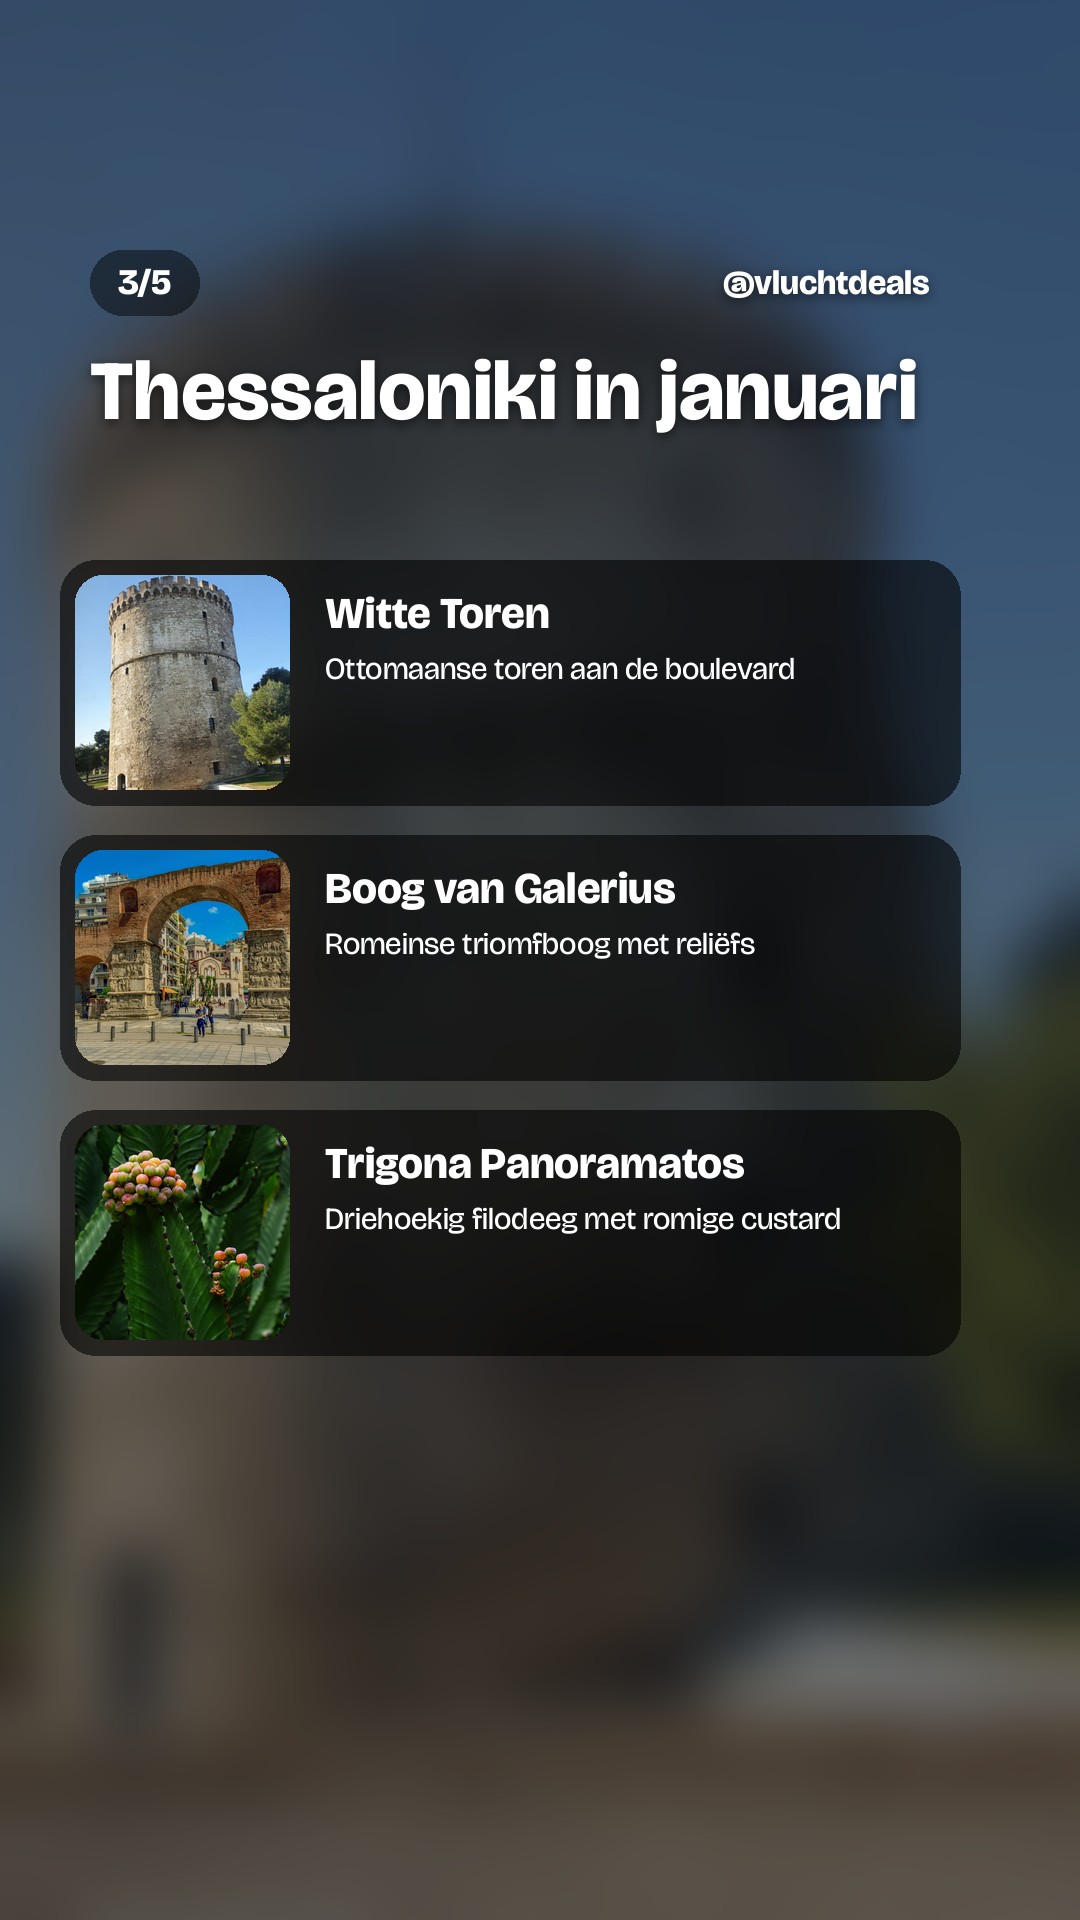 3/5
@vluchtdeals
Thessaloniki in januari
Witte Toren
Ottomaanse toren aan de boulevard
Boog van Galerius
Romeinse triomfboog met reliëfs
Trigona Panoramatos
Driehoekig filodeeg met romige custard